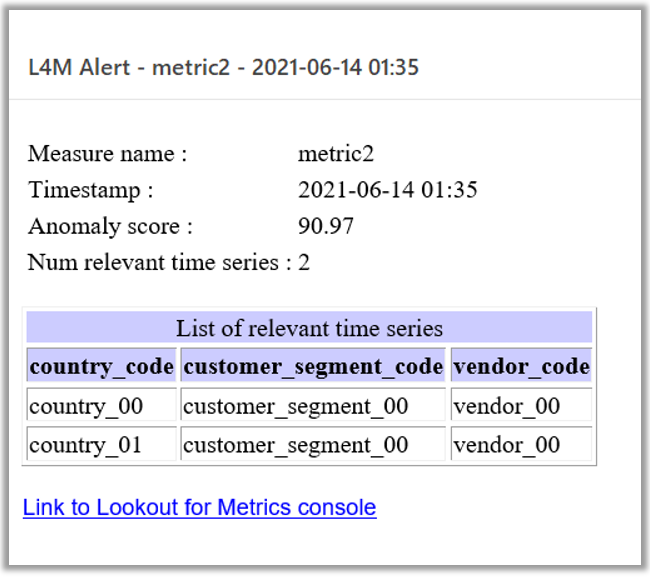 L4M Alert - metric2 - 2021-06-14 01:35
Measure name : metric2
Timestamp : 2021-06-14 01:35
Anomaly score : 90.97
Num relevant time series : 2
List of relevant time series
country_code customer_segment_code vendor_code
country_00 customer_segment_00 vendor_00
country_01 customer_segment_00 vendor_00
Link to Lookout for Metrics console